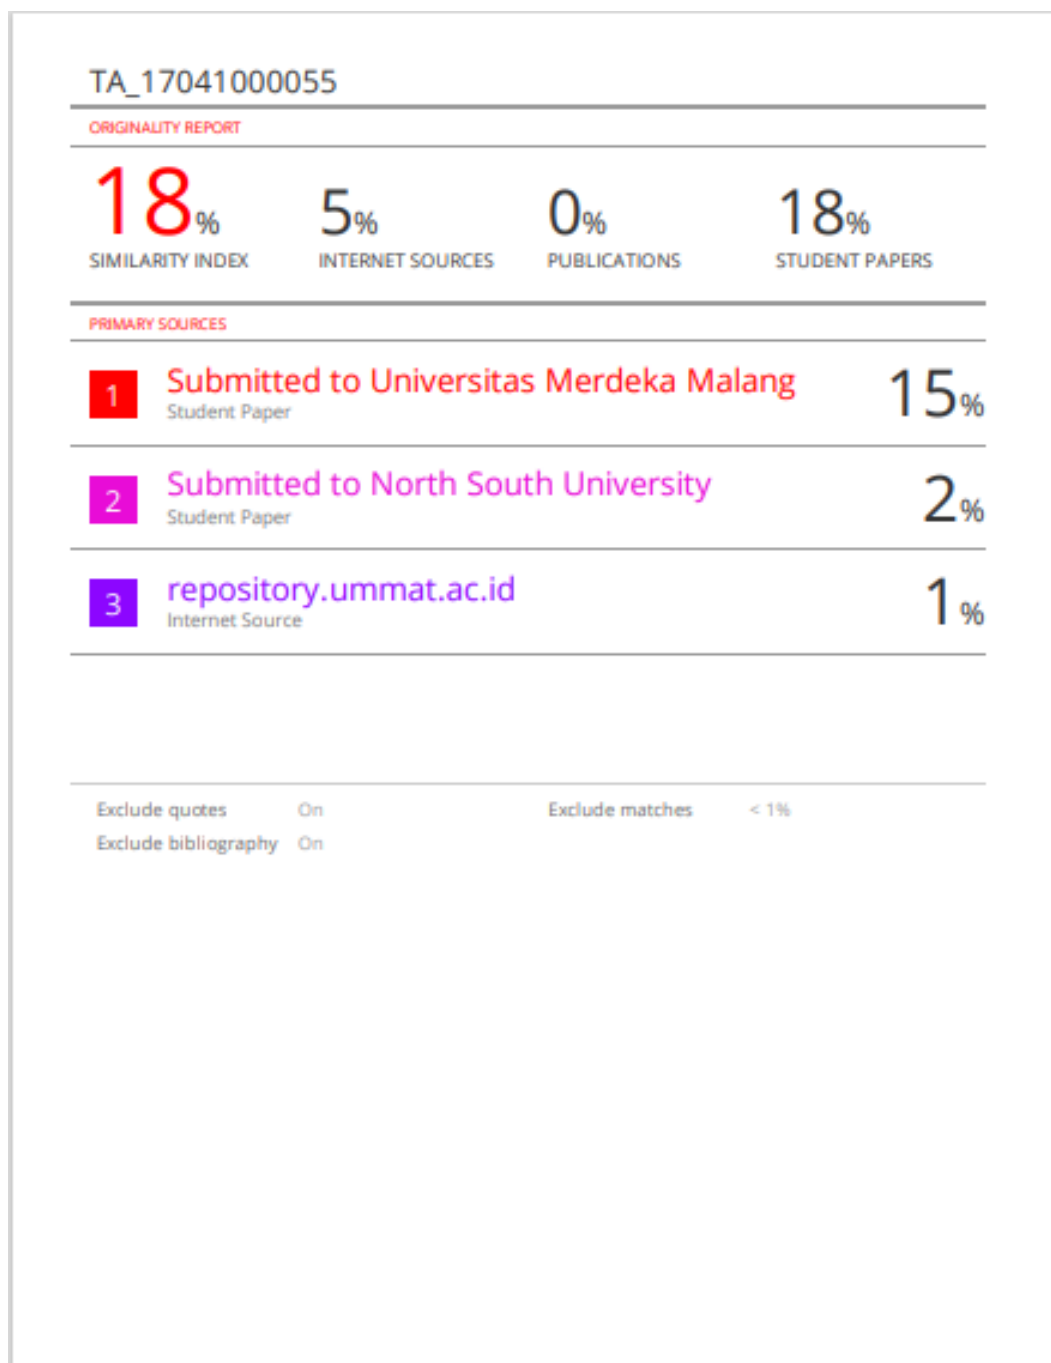 TA_17041000055
ORIGINALITY REPORT
18% 5% 0% 18%
SIMILARITY INDEX INTERNET SOURCES PUBLICATIONS STUDENT PAPERS
PRIMARY SOURCES
1 Submitted to Universitas Merdeka Malang 15%
Student Paper
2 Submitted to North South University 2%
Student Paper
3 repository.ummat.ac.id 1%
Internet Source
Exclude quotes On Exclude matches < 1%
Exclude bibliography On